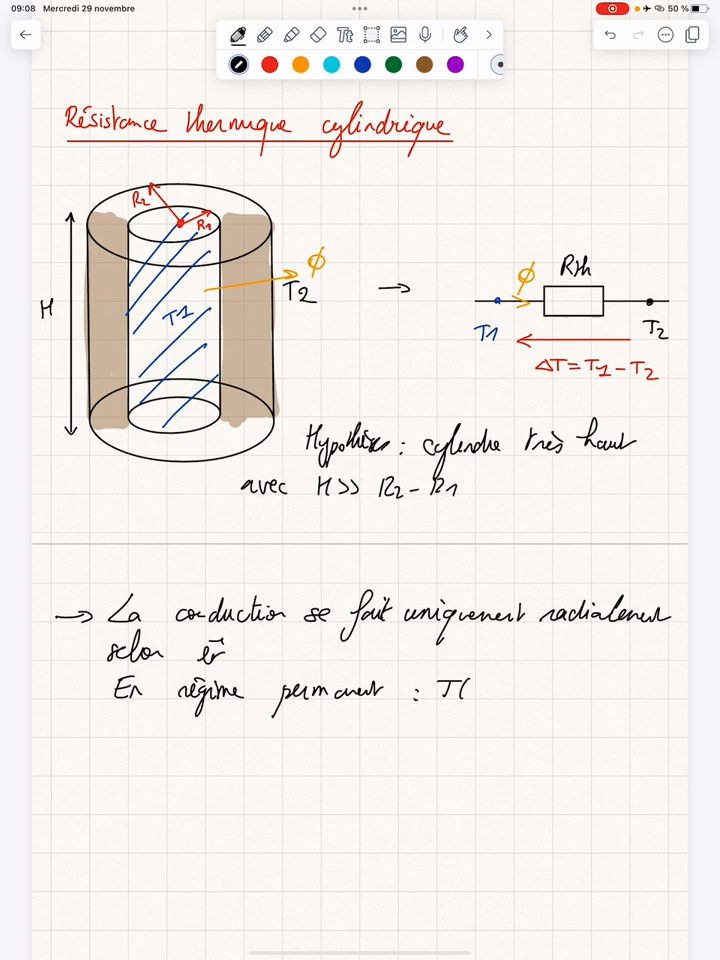 09:08 Mercredi 29 novembre
50 %
Tt
Résistance thermique cylindrique
R2
R1
H
T1
ϕ
T2
→
ϕ
Rth
T1
T2
ΔT = T1 - T2
Hypothèse : cylindre très haut
avec H >> R2 - R1
→ La conduction se fait uniquement radialement
selon er
En régime permanent : T(